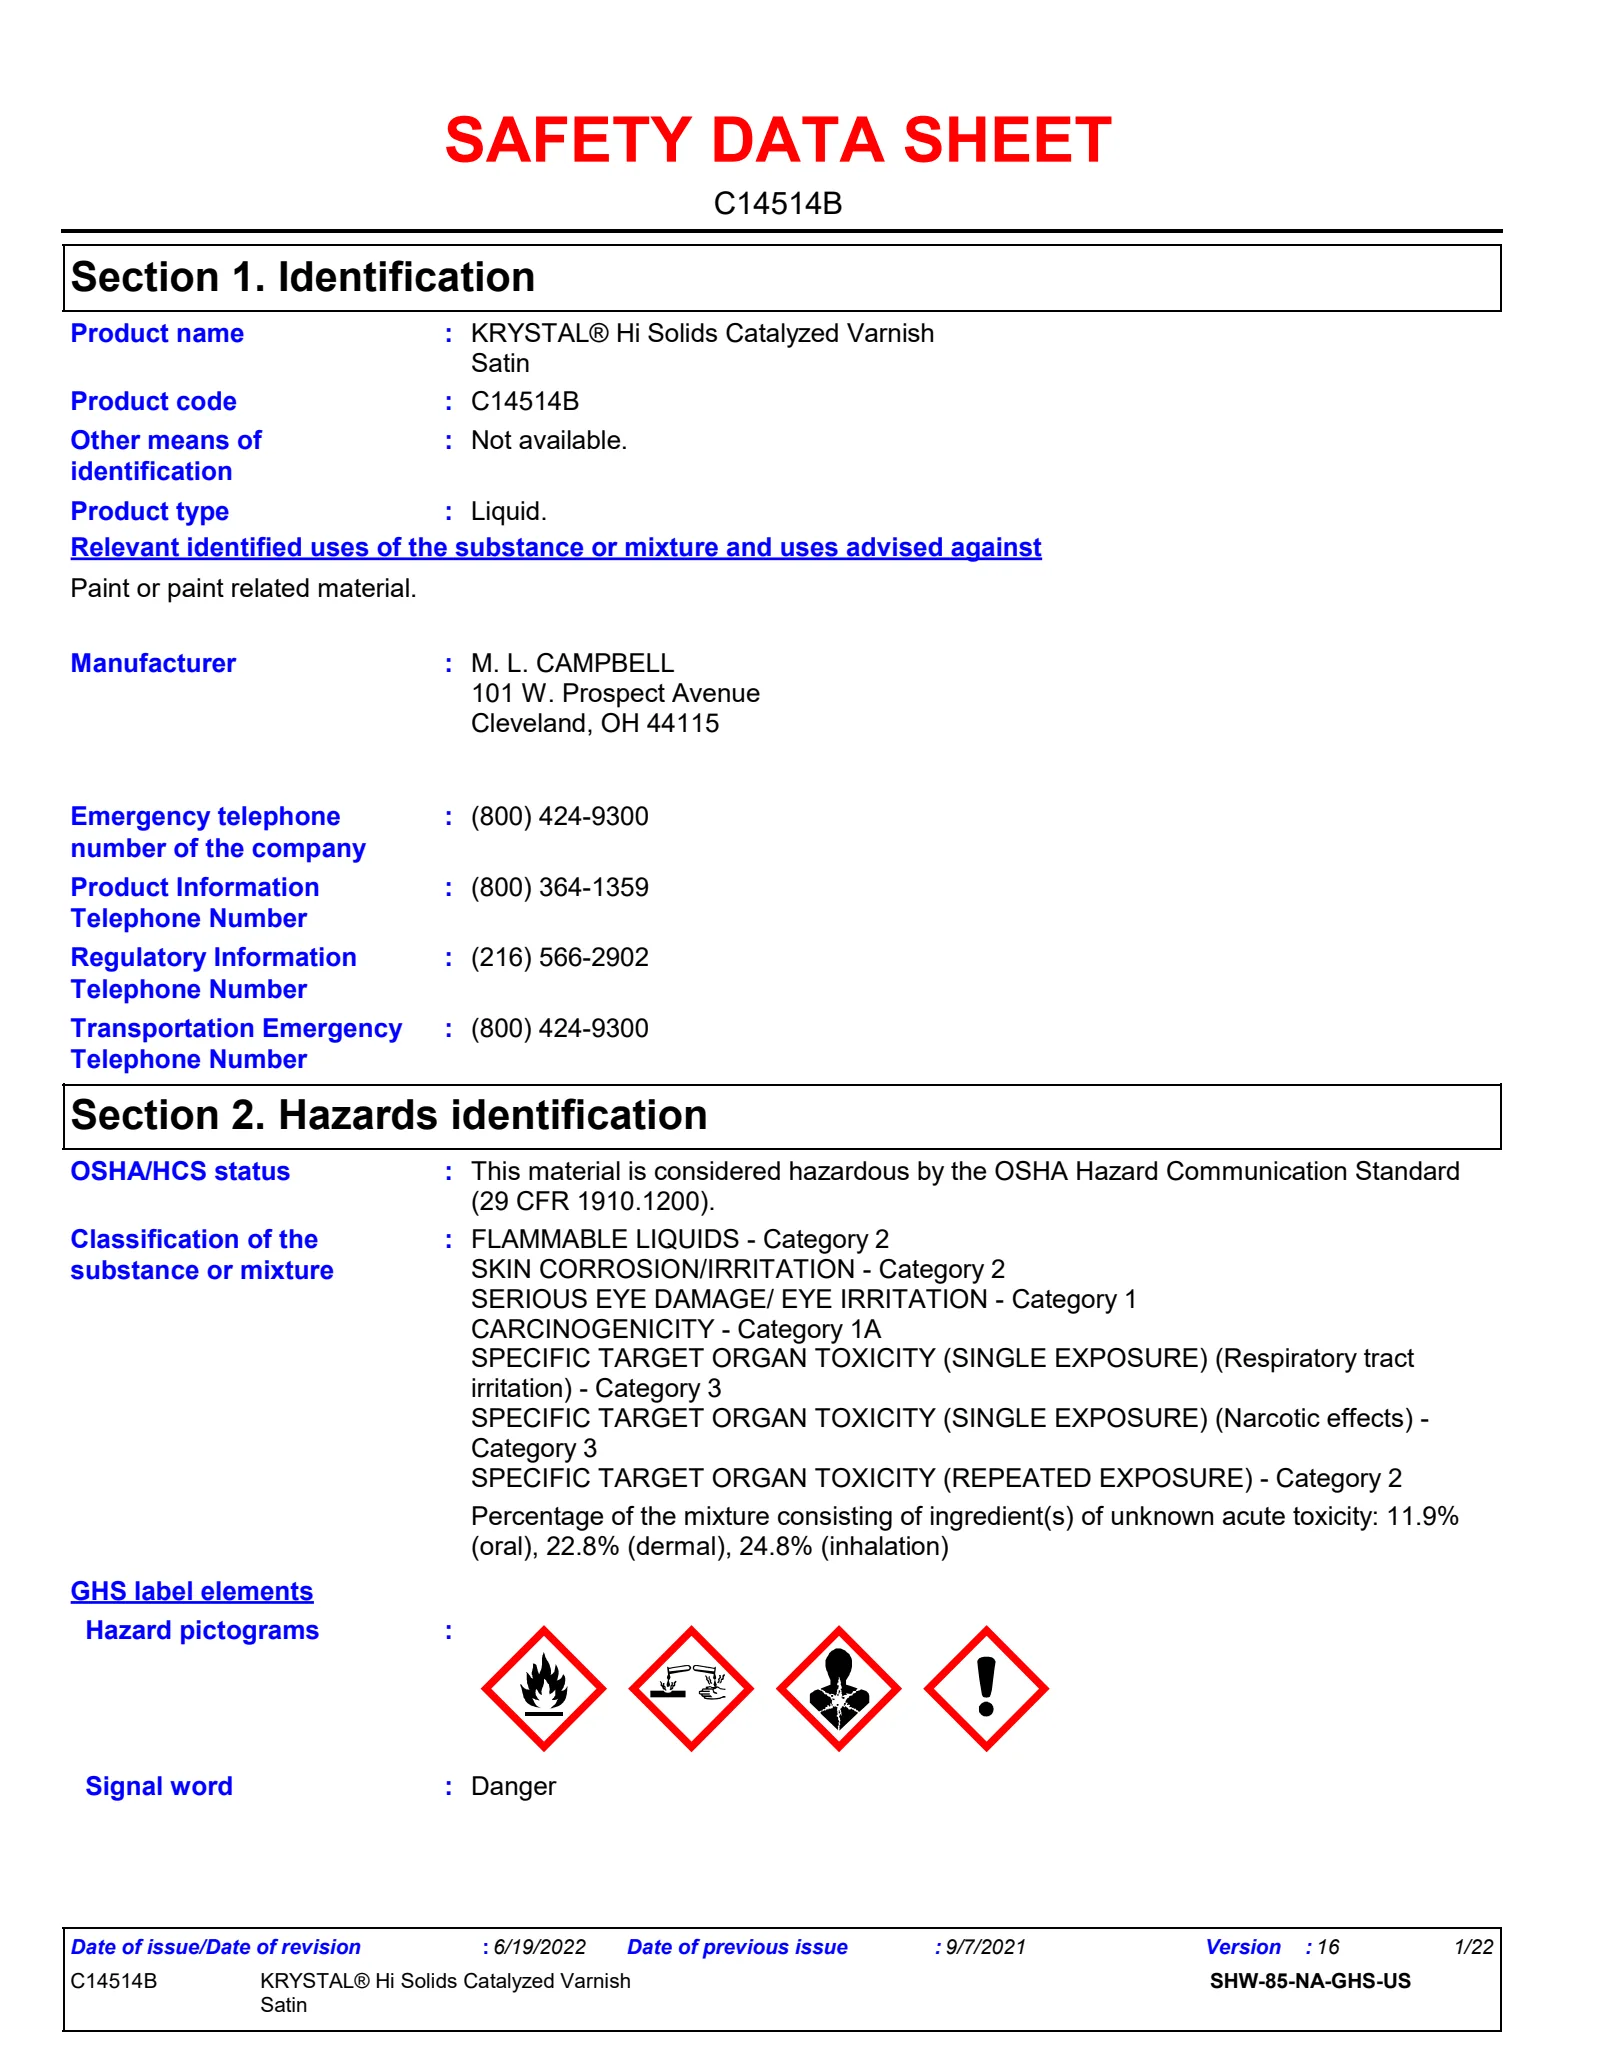 SAFETY DATA SHEET
C14514B
Section 1. Identification
Product name : KRYSTAL® Hi Solids Catalyzed Varnish
Satin
Product code : C14514B
Other means of : Not available.
identification
Product type : Liquid.
Relevant identified uses of the substance or mixture and uses advised against
Paint or paint related material.
Manufacturer : M. L. CAMPBELL
101 W. Prospect Avenue
Cleveland, OH 44115
Emergency telephone : (800) 424-9300
number of the company
Product Information : (800) 364-1359
Telephone Number
Regulatory Information : (216) 566-2902
Telephone Number
Transportation Emergency : (800) 424-9300
Telephone Number
Section 2. Hazards identification
OSHA/HCS status : This material is considered hazardous by the OSHA Hazard Communication Standard
(29 CFR 1910.1200).
Classification of the : FLAMMABLE LIQUIDS - Category 2
substance or mixture SKIN CORROSION/IRRITATION - Category 2
SERIOUS EYE DAMAGE/ EYE IRRITATION - Category 1
CARCINOGENICITY - Category 1A
SPECIFIC TARGET ORGAN TOXICITY (SINGLE EXPOSURE) (Respiratory tract
irritation) - Category 3
SPECIFIC TARGET ORGAN TOXICITY (SINGLE EXPOSURE) (Narcotic effects) -
Category 3
SPECIFIC TARGET ORGAN TOXICITY (REPEATED EXPOSURE) - Category 2
Percentage of the mixture consisting of ingredient(s) of unknown acute toxicity: 11.9%
(oral), 22.8% (dermal), 24.8% (inhalation)
GHS label elements
Hazard pictograms :
Signal word : Danger
Date of issue/Date of revision : 6/19/2022 Date of previous issue : 9/7/2021 Version : 16 1/22
C14514B KRYSTAL® Hi Solids Catalyzed Varnish SHW-85-NA-GHS-US
Satin